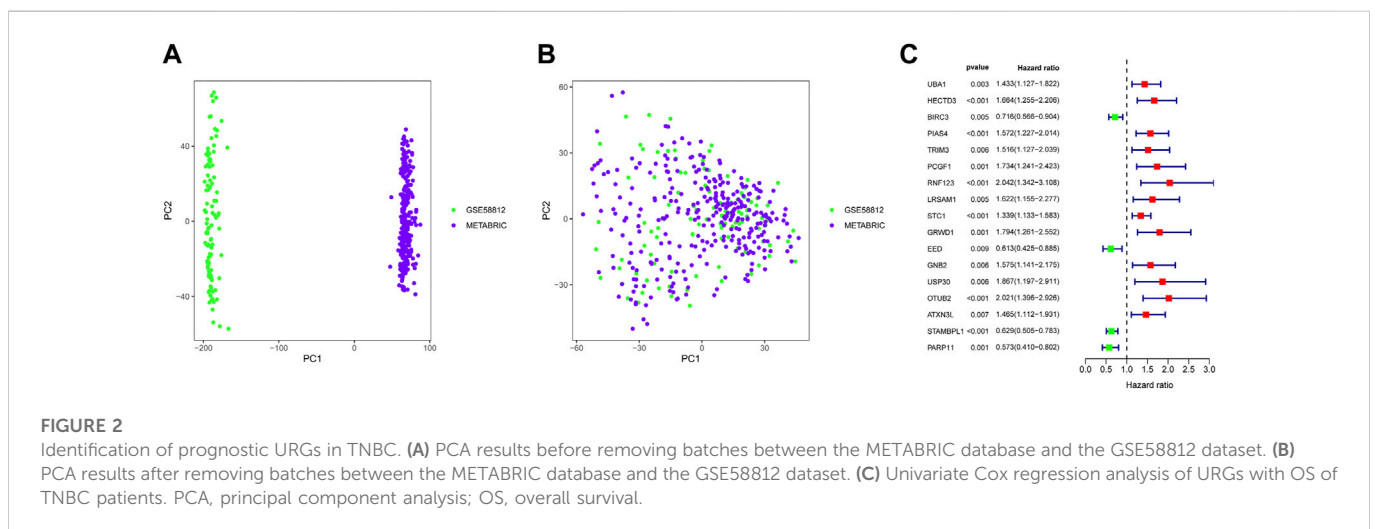 A
PC2
40
0
−40
−200
−100
0
100
PC1
GSE58812
METABRIC
B
PC2
60
30
0
−30
−60
−30
0
30
PC1
GSE58812
METABRIC
C
pvalue Hazard ratio
UBA1 0.003 1.433(1.127−1.822)
HECTD3 <0.001 1.664(1.255−2.206)
BIRC3 0.005 0.716(0.566−0.904)
PIAS4 <0.001 1.572(1.227−2.014)
TRIM3 0.006 1.516(1.127−2.039)
PCGF1 0.001 1.734(1.241−2.423)
RNF123 <0.001 2.042(1.342−3.108)
LRSAM1 0.005 1.622(1.155−2.277)
STC1 <0.001 1.339(1.133−1.583)
GRWD1 0.001 1.794(1.261−2.552)
EED 0.009 0.613(0.425−0.885)
GNB2 0.006 1.575(1.141−2.175)
USP30 0.006 1.867(1.197−2.911)
OTUB2 <0.001 2.021(1.396−2.926)
ATXN3L 0.007 1.465(1.112−1.931)
STAMBPL1 <0.001 0.629(0.505−0.783)
PARP11 0.001 0.573(0.410−0.802)
0.0 0.5 1.0 1.5 2.0 2.5 3.0
Hazard ratio
FIGURE 2
Identification of prognostic URGs in TNBC. (A) PCA results before removing batches between the METABRIC database and the GSE58812 dataset. (B)
PCA results after removing batches between the METABRIC database and the GSE58812 dataset. (C) Univariate Cox regression analysis of URGs with OS of
TNBC patients. PCA, principal component analysis; OS, overall survival.